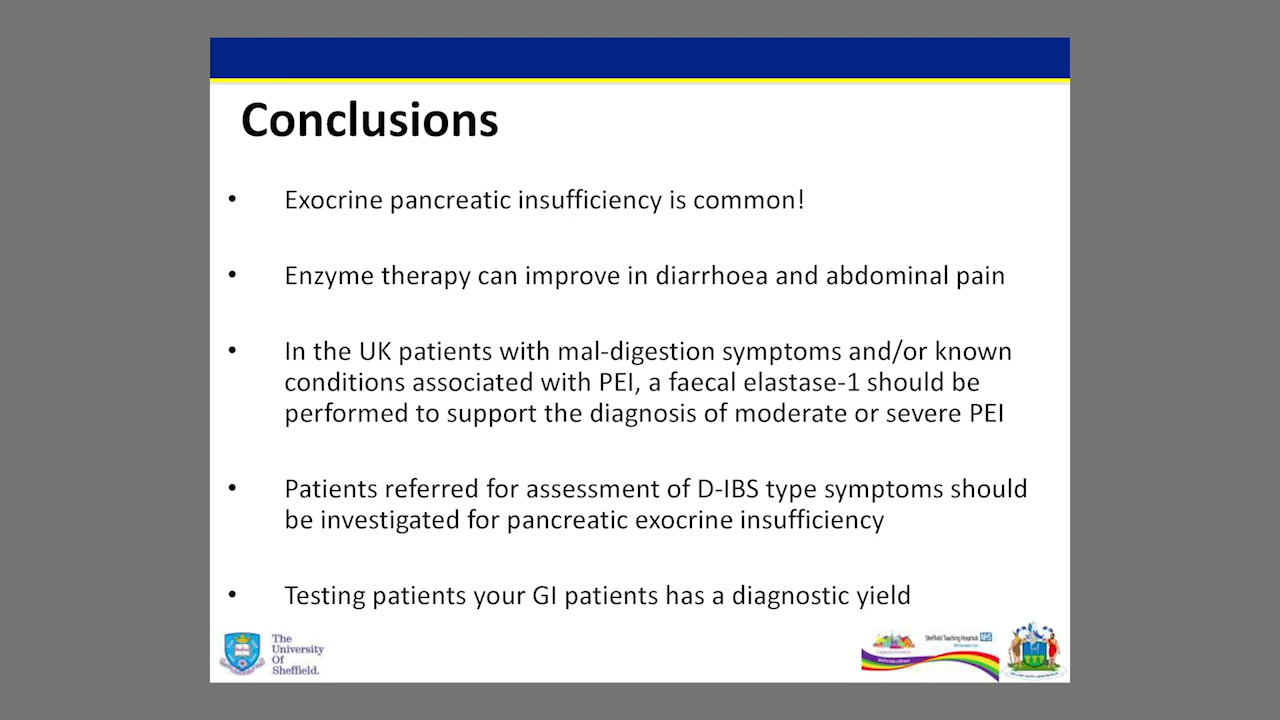 Conclusions
• Exocrine pancreatic insufficiency is common!
• Enzyme therapy can improve in diarrhoea and abdominal pain
• In the UK patients with mal-digestion symptoms and/or known
conditions associated with PEI, a faecal elastase-1 should be
performed to support the diagnosis of moderate or severe PEI
• Patients referred for assessment of D-IBS type symptoms should
be investigated for pancreatic exocrine insufficiency
• Testing patients your GI patients has a diagnostic yield
The
University
Of
Sheffield.
Sheffield Teaching Hospitals NHS